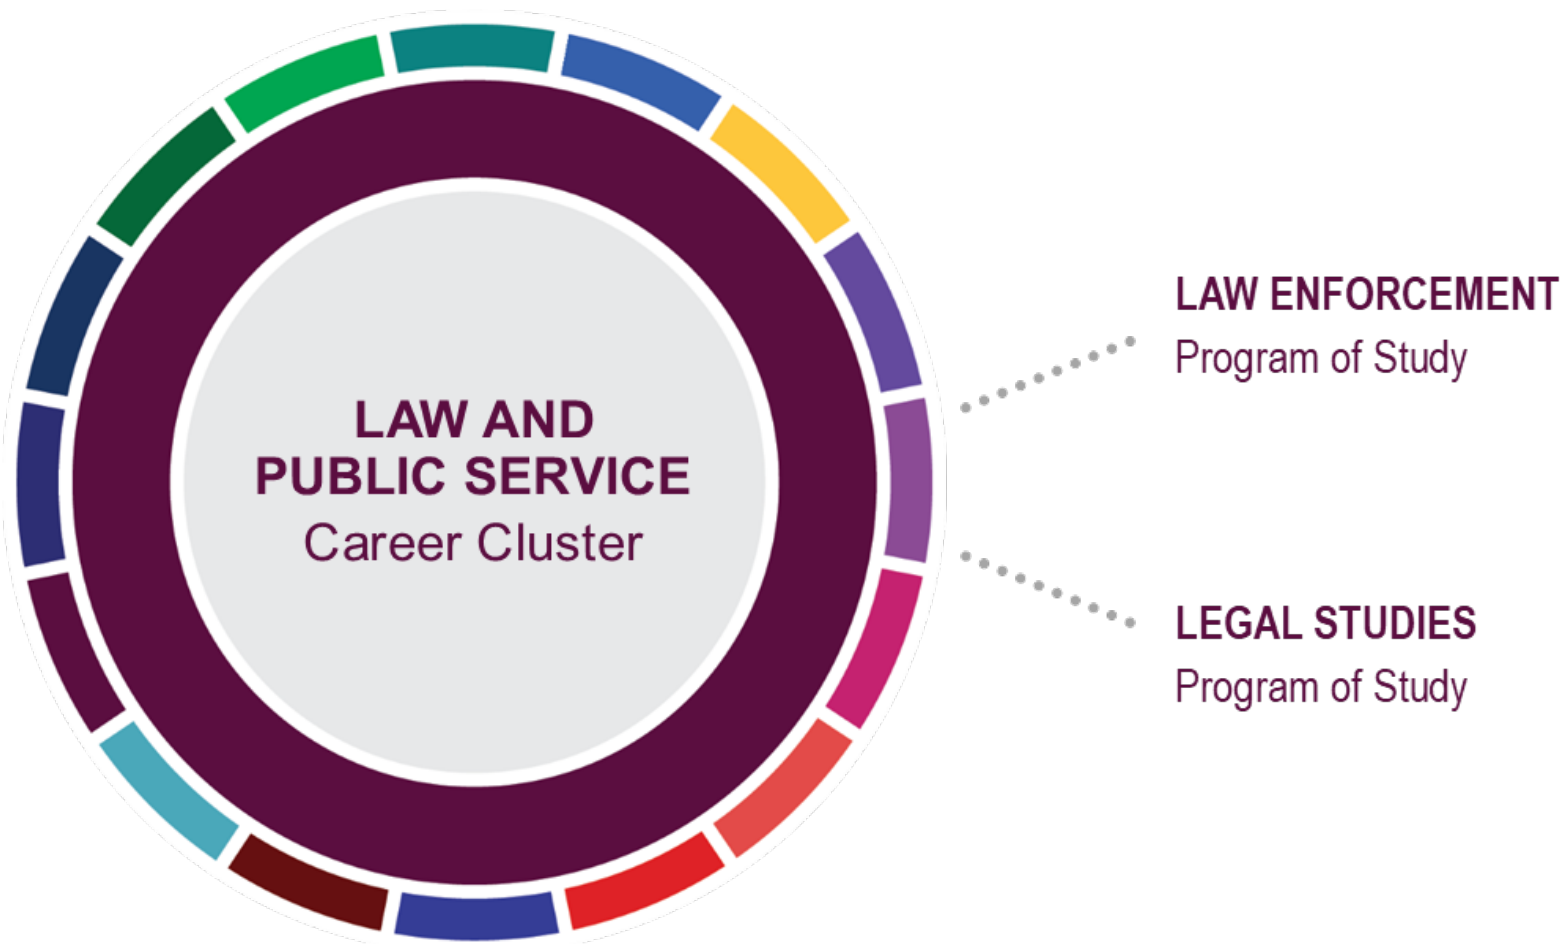 LAW AND
PUBLIC SERVICE
Career Cluster
LAW ENFORCEMENT
Program of Study
LEGAL STUDIES
Program of Study